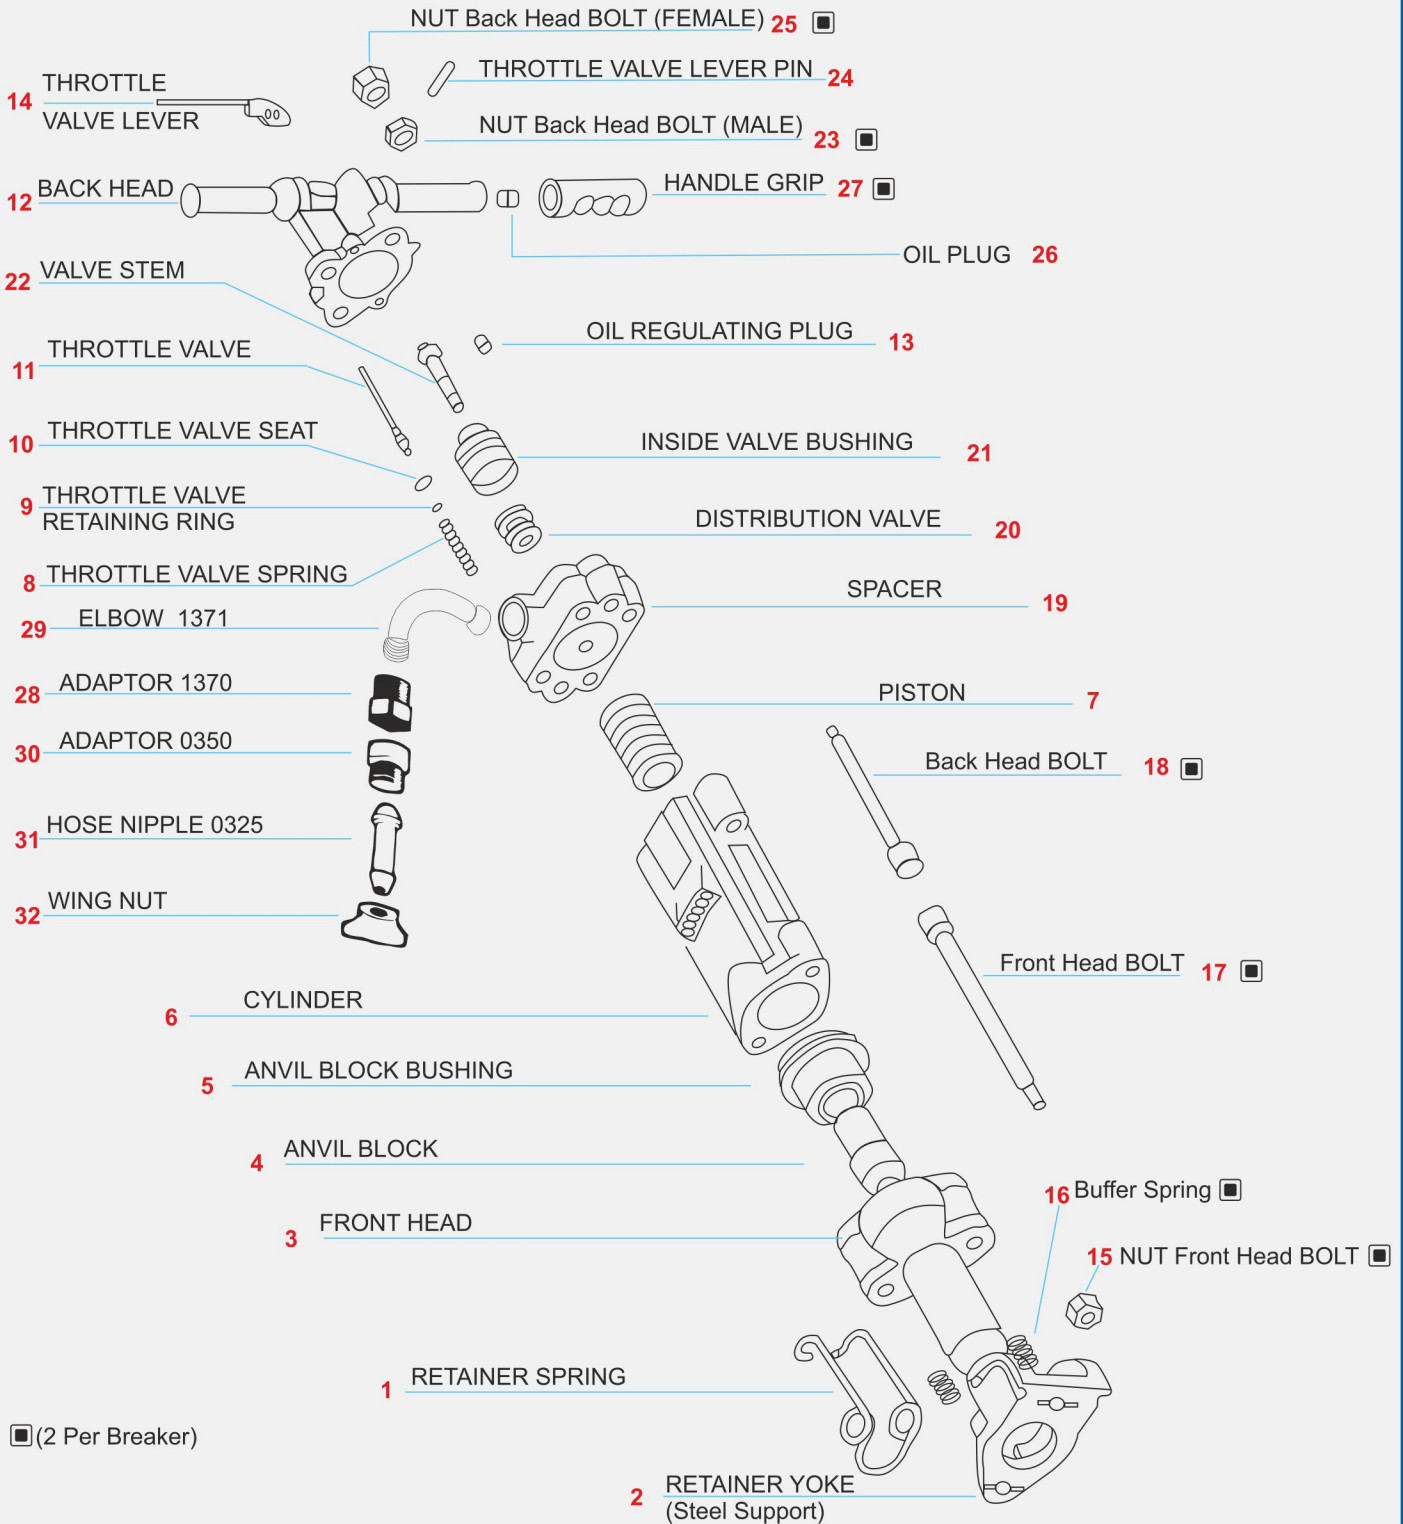 NUT Back Head BOLT (FEMALE) 25
THROTTLE VALVE LEVER PIN 24
14 THROTTLE
VALVE LEVER
NUT Back Head BOLT (MALE) 23
12 BACK HEAD
HANDLE GRIP 27
OIL PLUG 26
22 VALVE STEM
OIL REGULATING PLUG 13
11 THROTTLE VALVE
10 THROTTLE VALVE SEAT
INSIDE VALVE BUSHING 21
9 THROTTLE VALVE
RETAINING RING
DISTRIBUTION VALVE 20
8 THROTTLE VALVE SPRING
SPACER 19
29 ELBOW 1371
28 ADAPTOR 1370
PISTON 7
30 ADAPTOR 0350
Back Head BOLT 18
31 HOSE NIPPLE 0325
32 WING NUT
Front Head BOLT 17
6 CYLINDER
5 ANVIL BLOCK BUSHING
4 ANVIL BLOCK
16 Buffer Spring
3 FRONT HEAD
15 NUT Front Head BOLT
1 RETAINER SPRING
(2 Per Breaker)
2 RETAINER YOKE
(Steel Support)